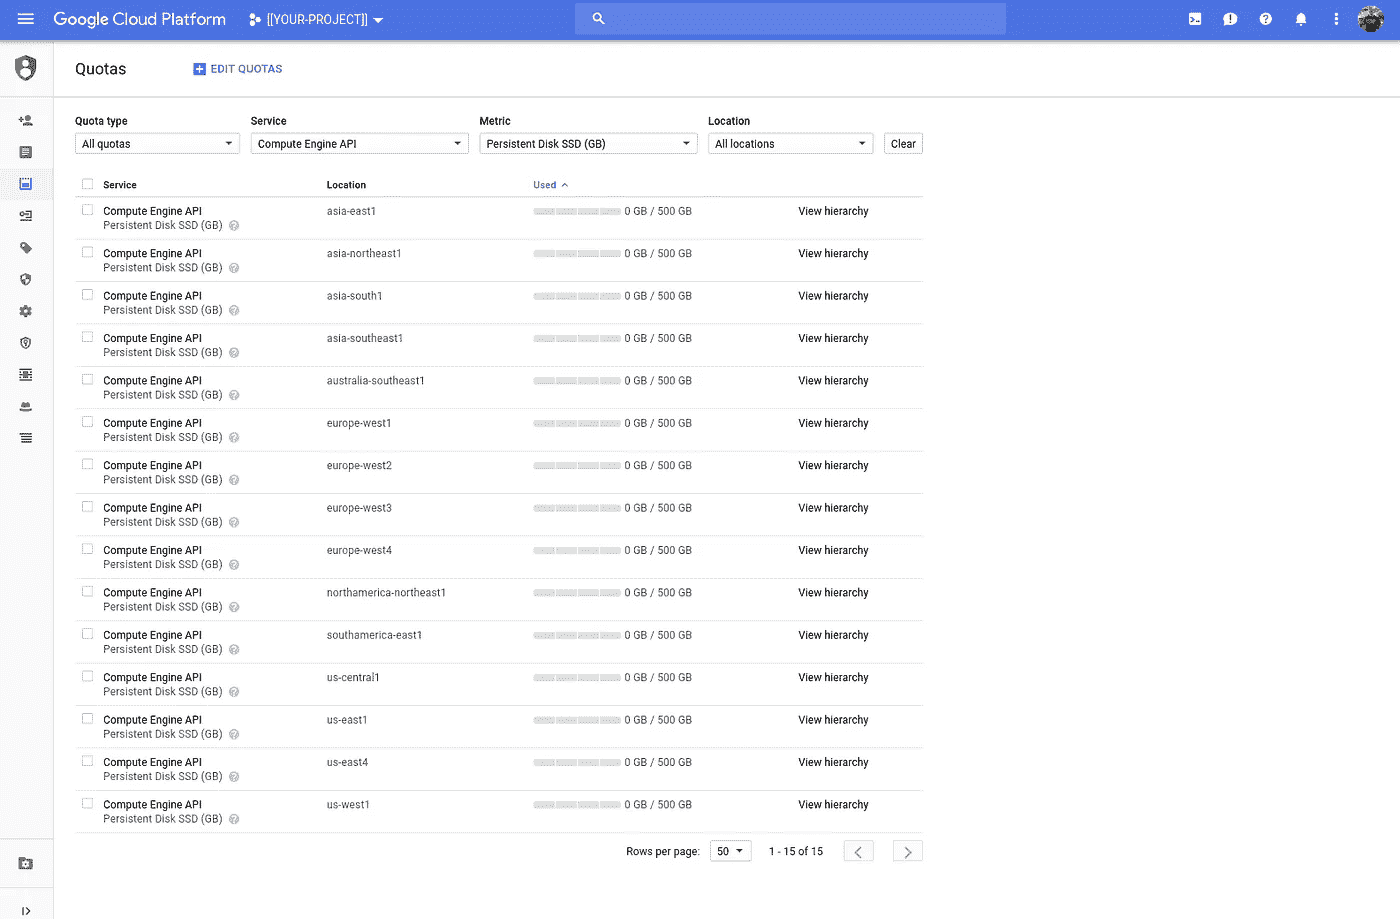 Google Cloud Platform [[YOUR-PROJECT]]
Quotas EDIT QUOTAS
Quota type Service Metric Location
All quotas Compute Engine API Persistent Disk SSD (GB) All locations Clear
Service Location Used
Compute Engine API asia-east1 0 GB / 500 GB View hierarchy
Persistent Disk SSD (GB)
Compute Engine API asia-northeast1 0 GB / 500 GB View hierarchy
Persistent Disk SSD (GB)
Compute Engine API asia-south1 0 GB / 500 GB View hierarchy
Persistent Disk SSD (GB)
Compute Engine API asia-southeast1 0 GB / 500 GB View hierarchy
Persistent Disk SSD (GB)
Compute Engine API australia-southeast1 0 GB / 500 GB View hierarchy
Persistent Disk SSD (GB)
Compute Engine API europe-west1 0 GB / 500 GB View hierarchy
Persistent Disk SSD (GB)
Compute Engine API europe-west2 0 GB / 500 GB View hierarchy
Persistent Disk SSD (GB)
Compute Engine API europe-west3 0 GB / 500 GB View hierarchy
Persistent Disk SSD (GB)
Compute Engine API europe-west4 0 GB / 500 GB View hierarchy
Persistent Disk SSD (GB)
Compute Engine API northamerica-northeast1 0 GB / 500 GB View hierarchy
Persistent Disk SSD (GB)
Compute Engine API southamerica-east1 0 GB / 500 GB View hierarchy
Persistent Disk SSD (GB)
Compute Engine API us-central1 0 GB / 500 GB View hierarchy
Persistent Disk SSD (GB)
Compute Engine API us-east1 0 GB / 500 GB View hierarchy
Persistent Disk SSD (GB)
Compute Engine API us-east4 0 GB / 500 GB View hierarchy
Persistent Disk SSD (GB)
Compute Engine API us-west1 0 GB / 500 GB View hierarchy
Persistent Disk SSD (GB)
Rows per page: 50 1 - 15 of 15